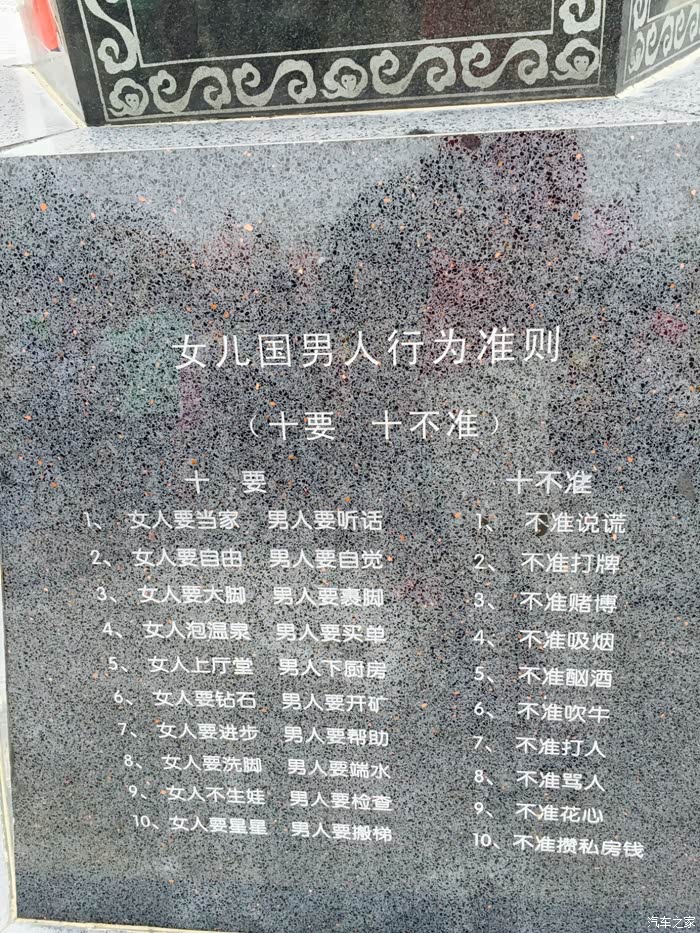 女儿国男人行为准则
（十要 十不准）
十 要
1、 女人要当家 男人要听话
2、 女人要自由 男人要自觉
3、 女人要大脚 男人要裹脚
4、 女人泡温泉 男人要买单
5、 女人上厅堂 男人下厨房
6、 女人要钻石 男人要开矿
7、 女人要进步 男人要帮助
8、 女人要洗脚 男人要端水
9、 女人不生娃 男人要检查
10、 女人要星星 男人要搬梯
十不准
1、 不准说谎
2、 不准打牌
3、 不准赌博
4、 不准吸烟
5、 不准酗酒
6、 不准吹牛
7、 不准打人
8、 不准骂人
9、 不准花心
10、 不准攒私房钱
汽车之家